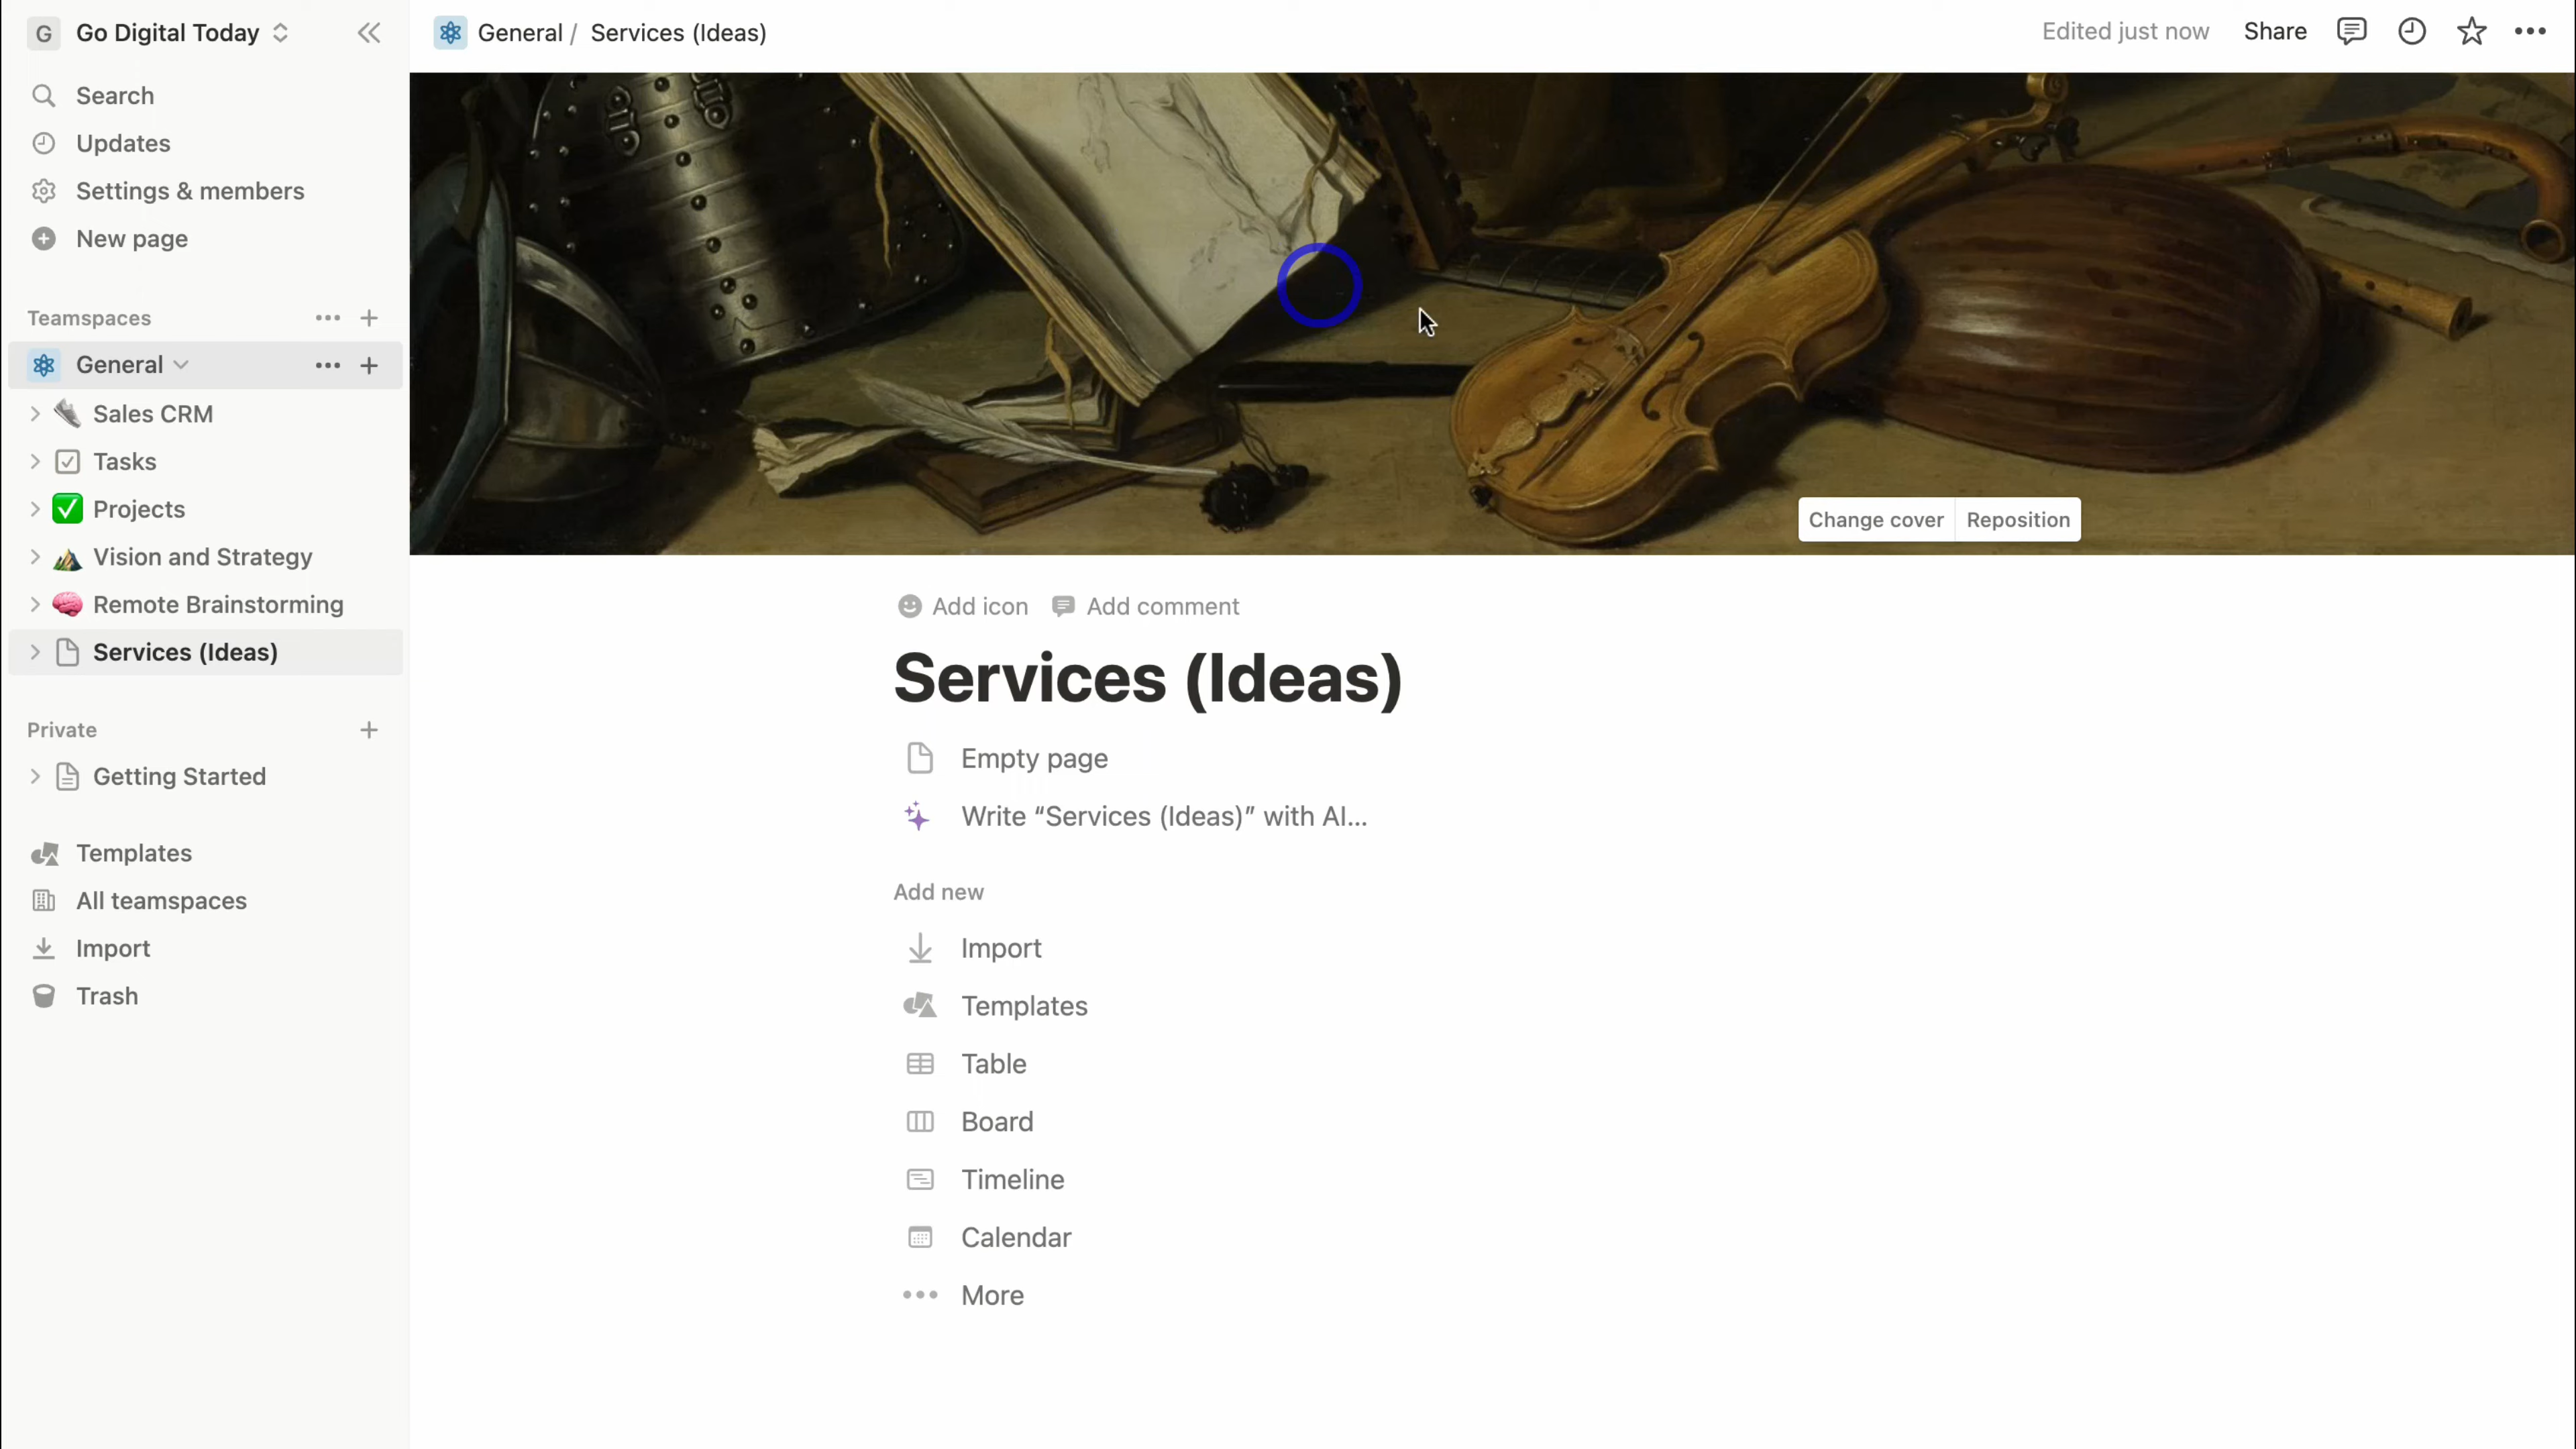 G Go Digital Today
Search
Updates
Settings & members
New page
Teamspaces
General
Sales CRM
Tasks
Projects
Vision and Strategy
Remote Brainstorming
Services (Ideas)
Private
Getting Started
Templates
All teamspaces
Import
Trash
General / Services (Ideas)
Edited just now Share
Change cover Reposition
Add icon Add comment
Services (Ideas)
Empty page
Write “Services (Ideas)” with AI...
Add new
Import
Templates
Table
Board
Timeline
Calendar
More